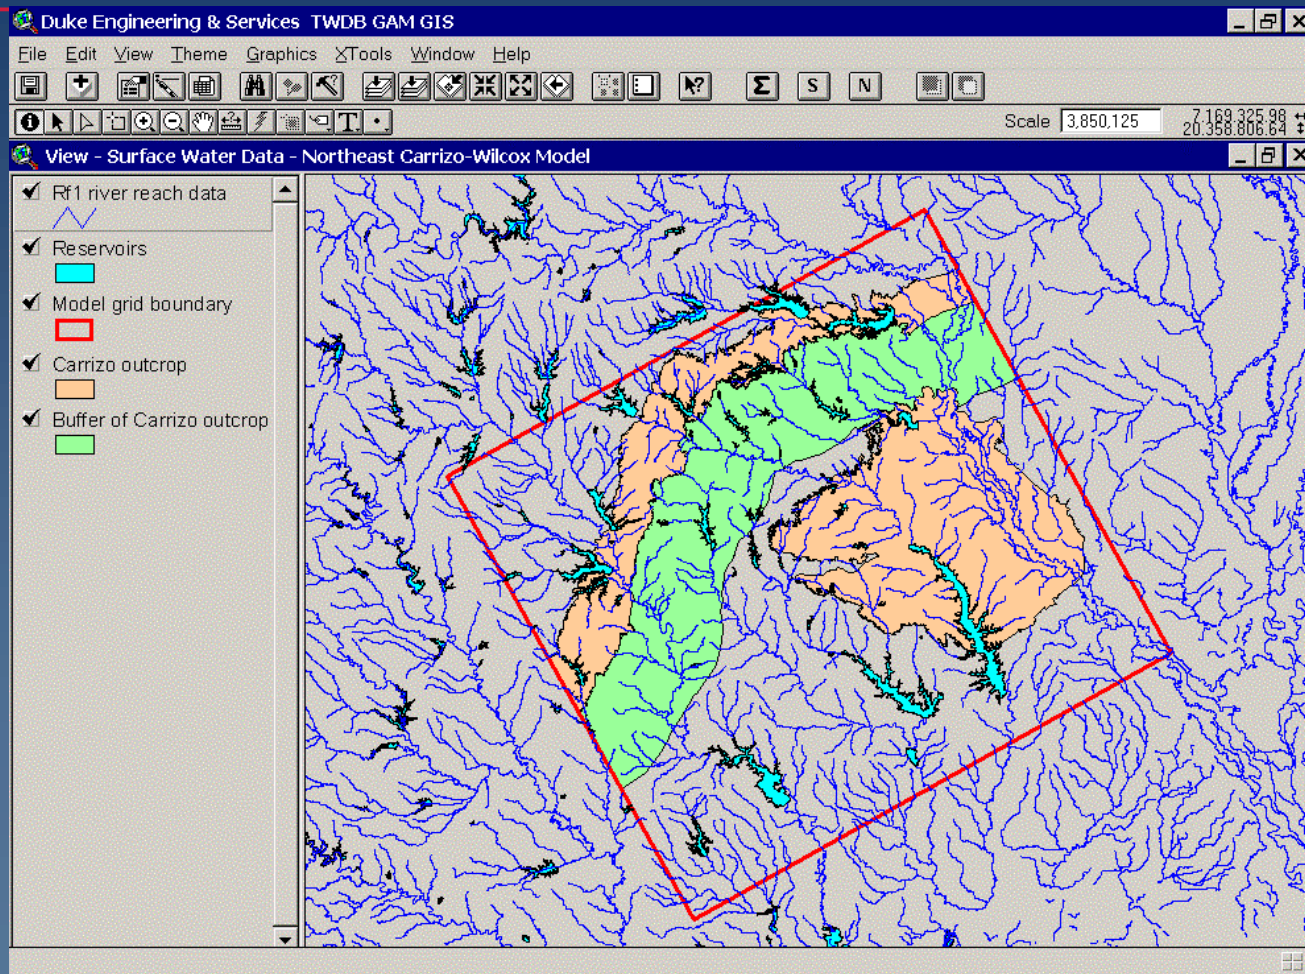 Duke Engineering & Services TWDB GAM GIS
File Edit View Theme Graphics XTools Window Help
Σ S N
T
Scale 3,850,125
7,169,325.98
20,358,806.64
View - Surface Water Data - Northeast Carrizo-Wilcox Model
Rf1 river reach data
Reservoirs
Model grid boundary
Carrizo outcrop
Buffer of Carrizo outcrop